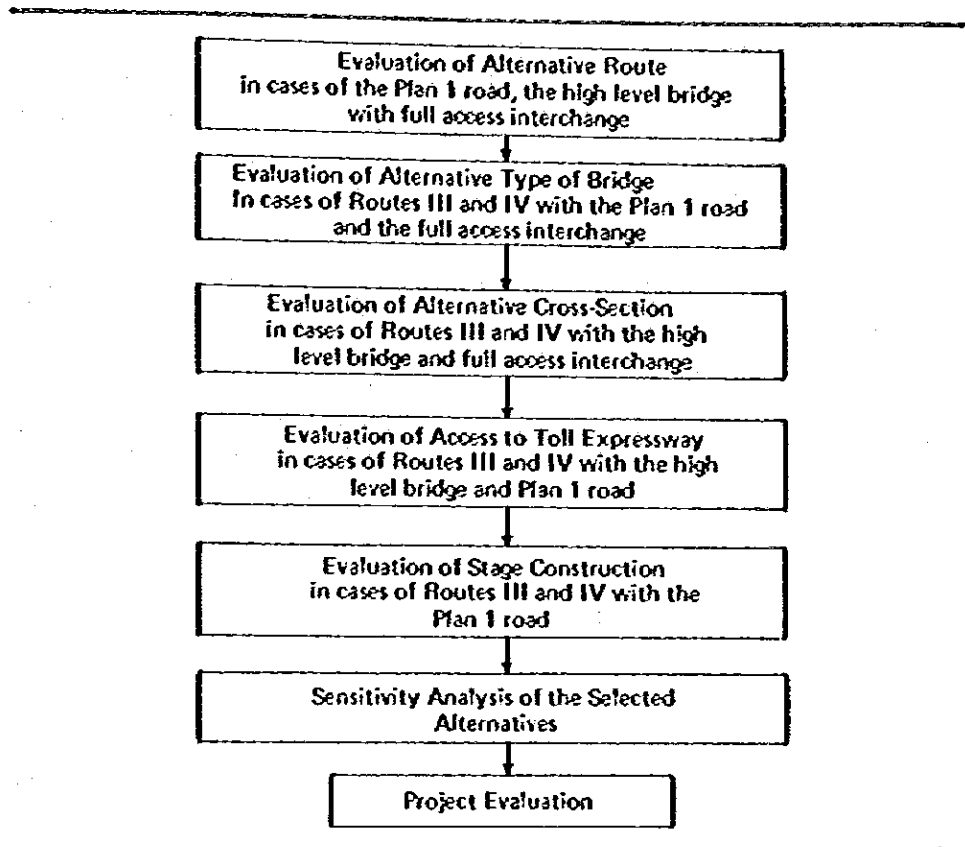 Evaluation of Alternative Route
in cases of the Plan 1 road, the high level bridge
with full access interchange
Evaluation of Alternative Type of Bridge
In cases of Routes III and IV with the Plan 1 road
and the full access interchange
Evaluation of Alternative Cross-Section
in cases of Routes III and IV with the high
level bridge and full access interchange
Evaluation of Access to Toll Expressway
in cases of Routes III and IV with the high
level bridge and Plan 1 road
Evaluation of Stage Construction
in cases of Routes III and IV with the
Plan 1 road
Sensitivity Analysis of the Selected
Alternatives
Project Evaluation